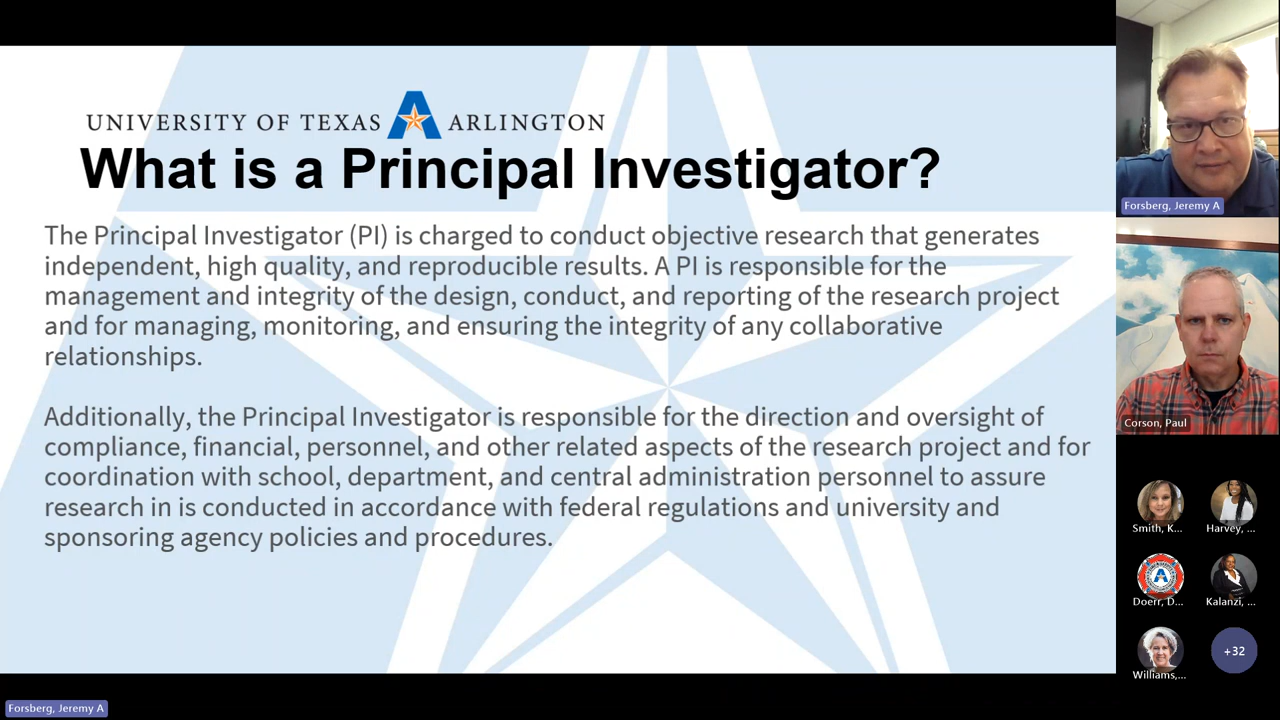 UNIVERSITY OF TEXAS A ARLINGTON
What is a Principal Investigator?
The Principal Investigator (PI) is charged to conduct objective research that generates
independent, high quality, and reproducible results. A PI is responsible for the
management and integrity of the design, conduct, and reporting of the research project
and for managing, monitoring, and ensuring the integrity of any collaborative
relationships.
Additionally, the Principal Investigator is responsible for the direction and oversight of
compliance, financial, personnel, and other related aspects of the research project and for
coordination with school, department, and central administration personnel to assure
research in is conducted in accordance with federal regulations and university and
sponsoring agency policies and procedures.
Forsberg, Jeremy A
Corson, Paul
Smith, K...
Harvey, ...
A
Doerr, D...
Kalanzi, ...
Williams,...
+32
Forsberg, Jeremy A